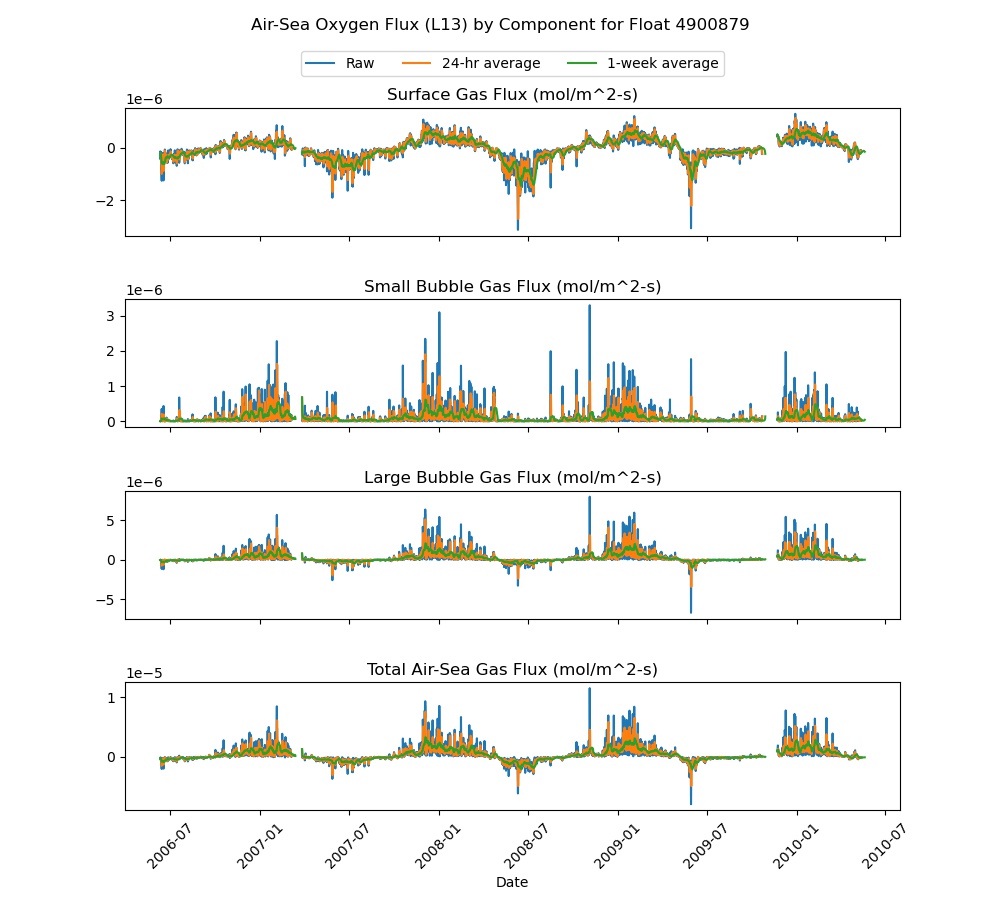 Air-Sea Oxygen Flux (L13) by Component for Float 4900879
Raw 24-hr average 1-week average
1e−6
Surface Gas Flux (mol/m^2-s)
0
−2
1e−6
Small Bubble Gas Flux (mol/m^2-s)
3
2
1
0
1e−6
Large Bubble Gas Flux (mol/m^2-s)
5
0
−5
1e−5
Total Air-Sea Gas Flux (mol/m^2-s)
1
0
2006-07 2007-01 2007-07 2008-01 2008-07 2009-01 2009-07 2010-01 2010-07
Date